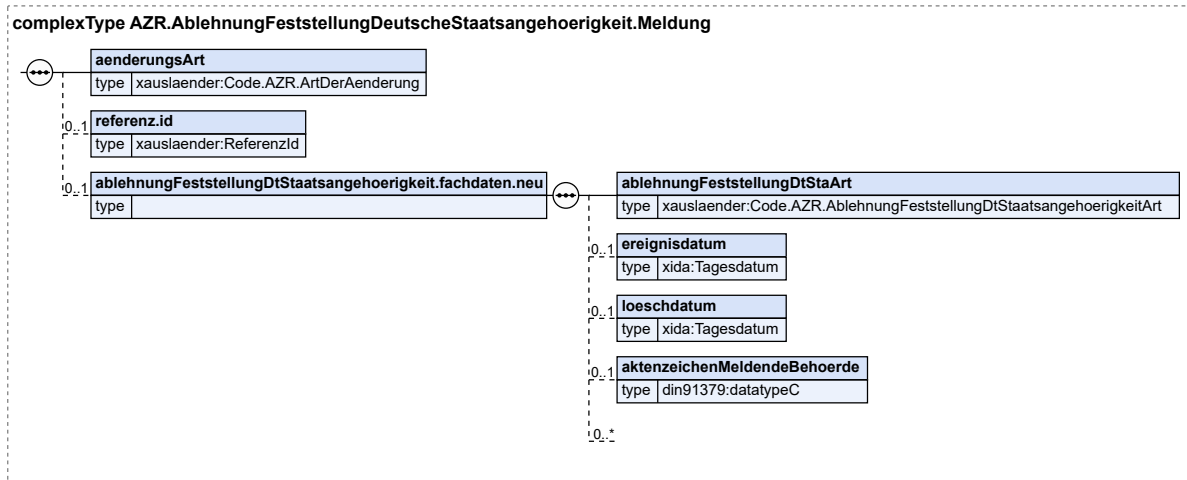 complexType AZR.AblehnungFeststellungDeutscheStaatsangehoerigkeit.Meldung
aenderungsArt
type xauslaender:Code.AZR.ArtDerAenderung
0..1 referenz.id
type xauslaender:ReferenzId
0..1 ablehnungFeststellungDtStaatsangehoerigkeit.fachdaten.neu
type
ablehnungFeststellungDtStaArt
type xauslaender:Code.AZR.AblehnungFeststellungDtStaatsangehoerigkeitArt
0..1 ereignisdatum
type xida:Tagesdatum
0..1 loeschdatum
type xida:Tagesdatum
0..1 aktenzeichenMeldendeBehoerde
type din91379:datatypeC
0..*